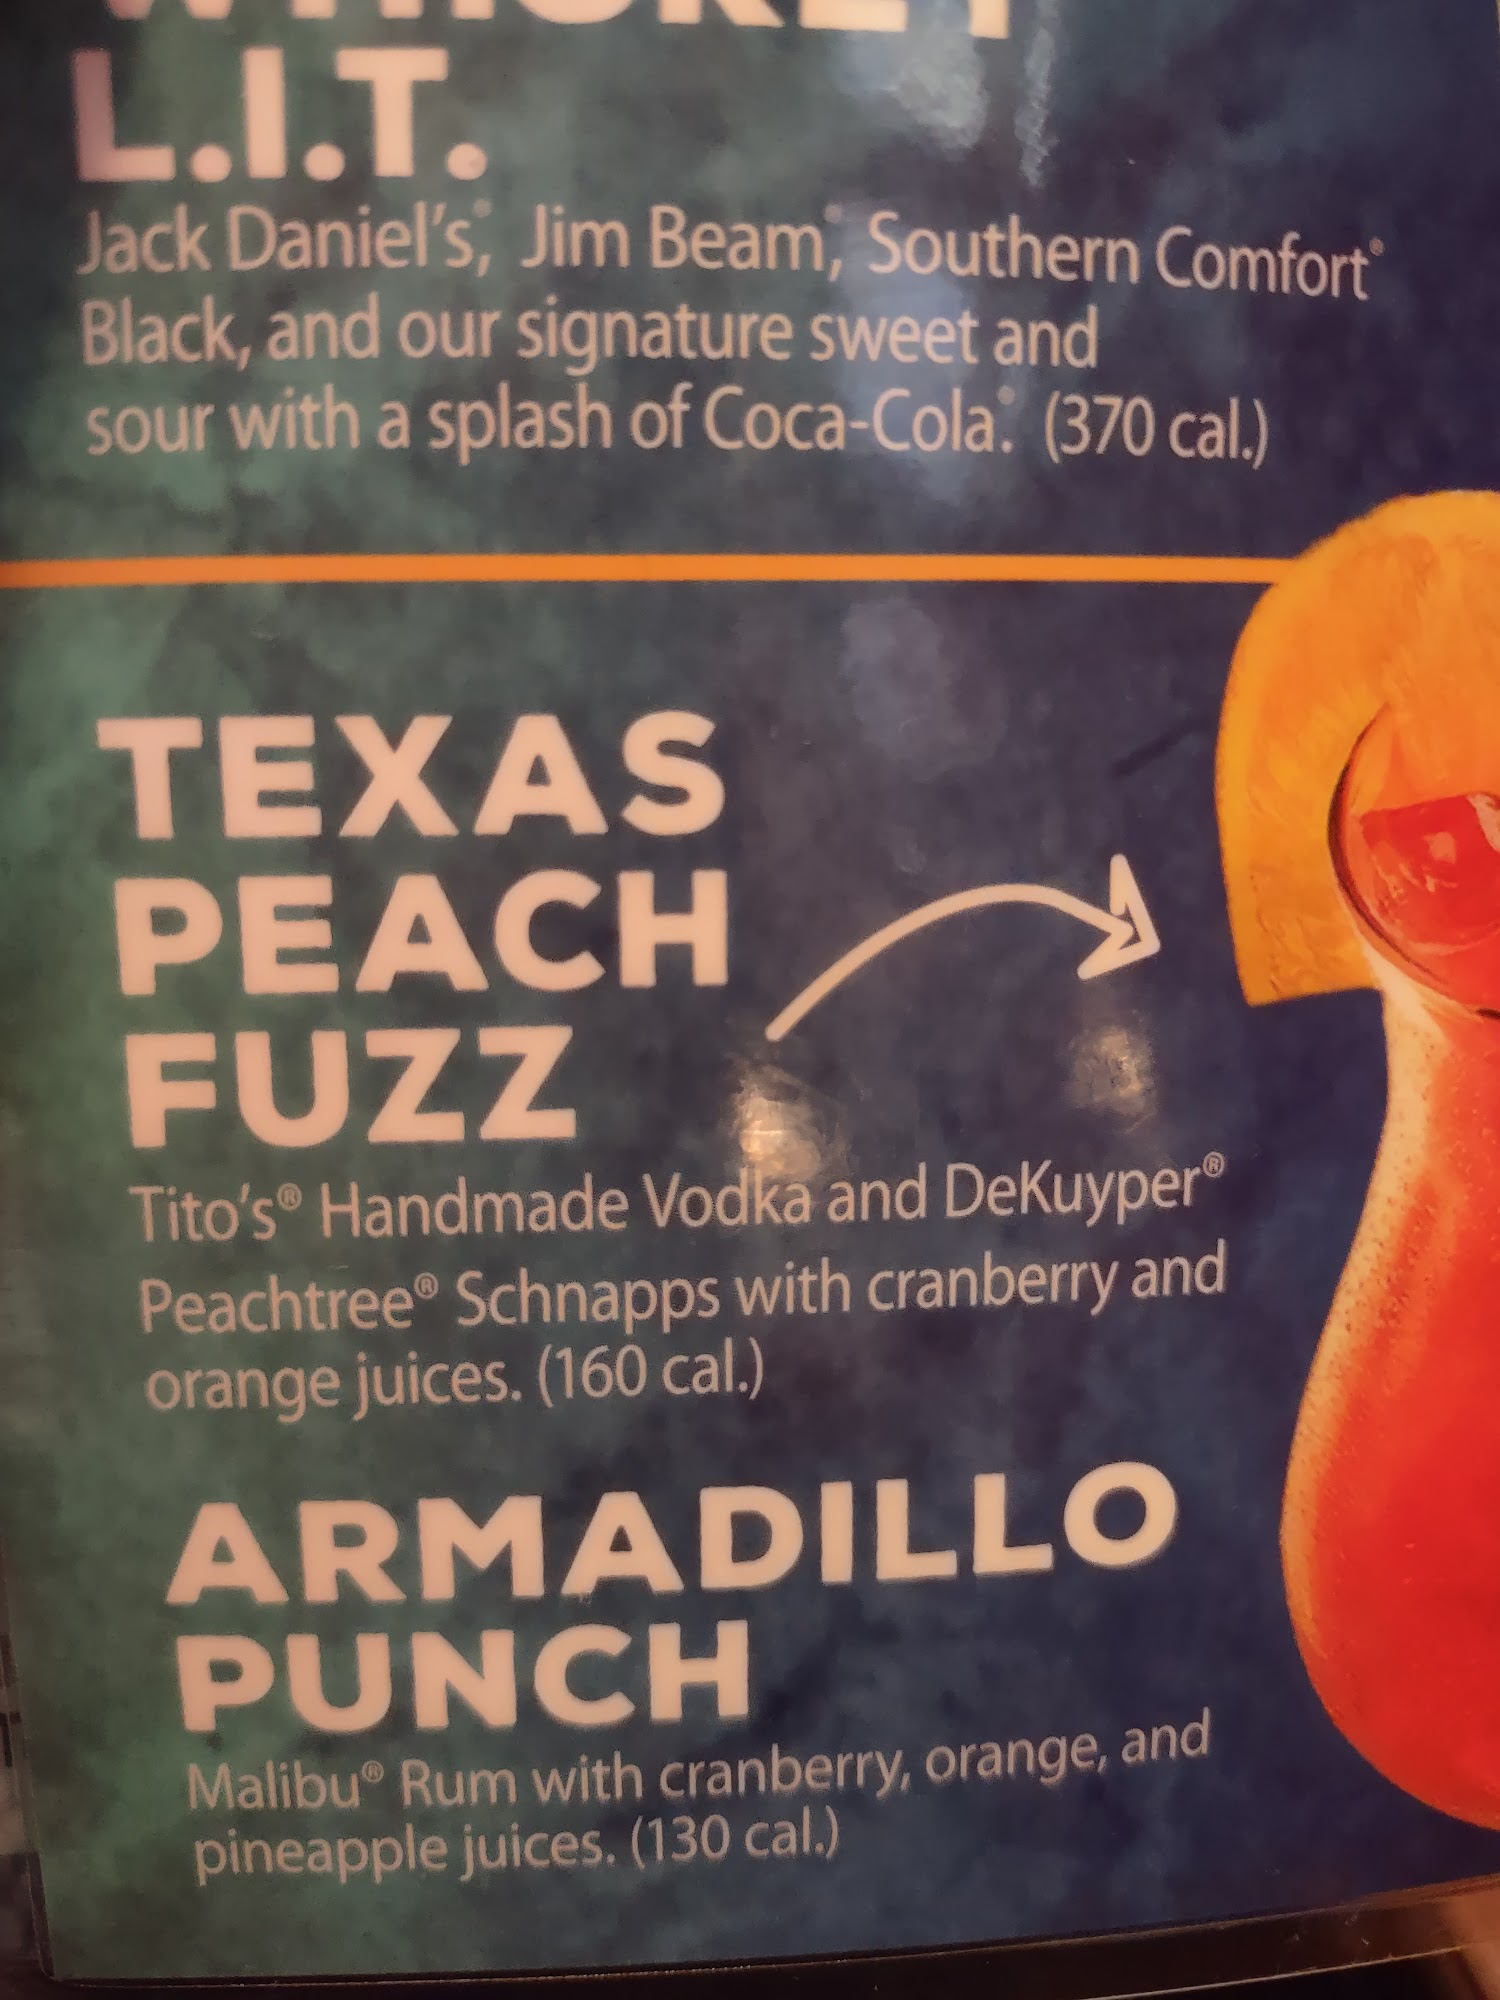 WHISKEY
L.I.T.
Jack Daniel's®, Jim Beam®, Southern Comfort®
Black, and our signature sweet and
sour with a splash of Coca-Cola®. (370 cal.)
TEXAS
PEACH
FUZZ
Tito's® Handmade Vodka and DeKuyper®
Peachtree® Schnapps with cranberry and
orange juices. (160 cal.)
ARMADILLO
PUNCH
Malibu® Rum with cranberry, orange, and
pineapple juices. (130 cal.)